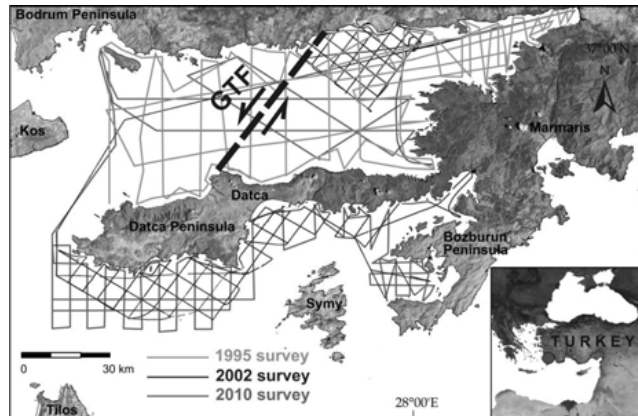 Bodrum Peninsula
37°00'N
N
GTF
Kos
Marmaris
Datca
Datca Peninsula
Bozburun
Peninsula
Symy
0 30 km
1995 survey
2002 survey
2010 survey
Tilos
28°00'E
TURKEY